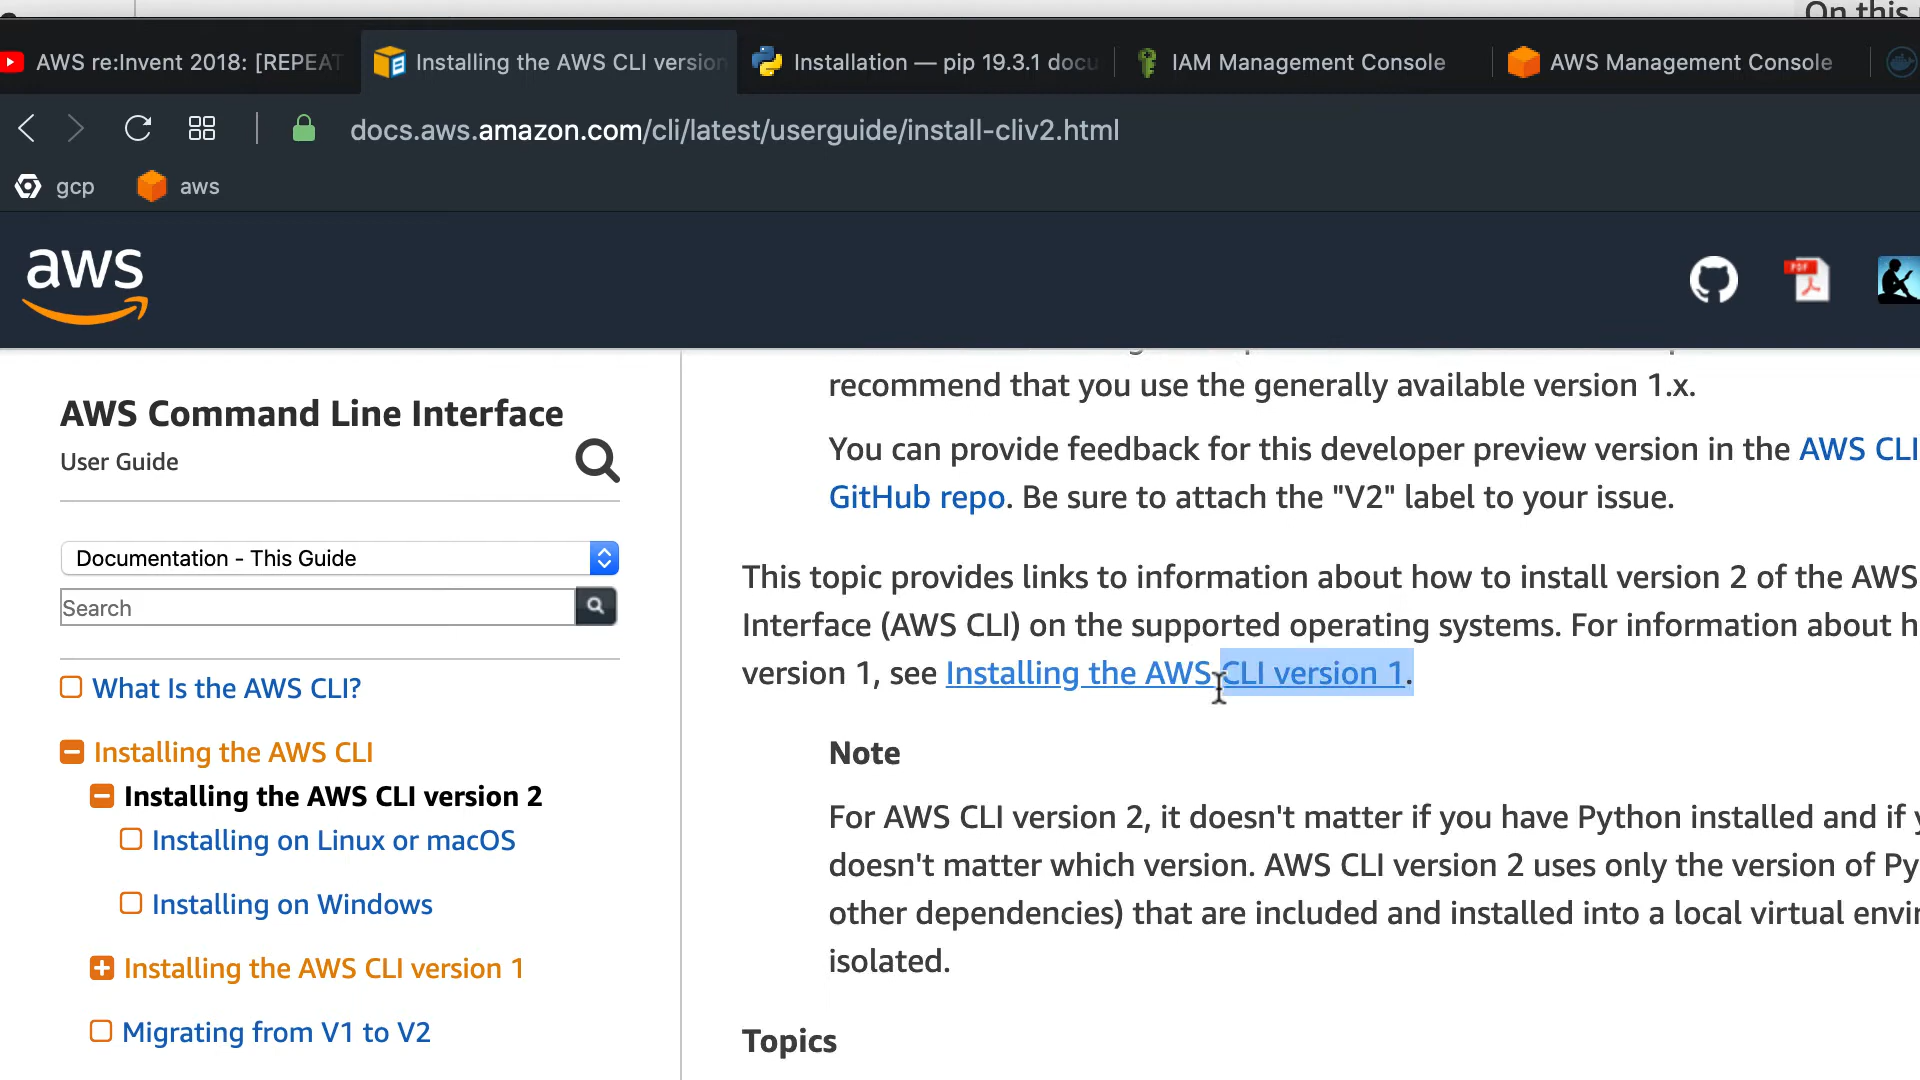 On this
AWS re:Invent 2018: [REPEAT
Installing the AWS CLI version
Installation — pip 19.3.1 docu
IAM Management Console
AWS Management Console
docs.aws.amazon.com/cli/latest/userguide/install-cliv2.html
gcp
aws
aws
PDF
AWS Command Line Interface
User Guide
Documentation - This Guide
Search
What Is the AWS CLI?
Installing the AWS CLI
Installing the AWS CLI version 2
Installing on Linux or macOS
Installing on Windows
Installing the AWS CLI version 1
Migrating from V1 to V2
recommend that you use the generally available version 1.x.
You can provide feedback for this developer preview version in the AWS CLI
GitHub repo. Be sure to attach the "V2" label to your issue.
This topic provides links to information about how to install version 2 of the AWS
Interface (AWS CLI) on the supported operating systems. For information about h
version 1, see Installing the AWS CLI version 1.
Note
For AWS CLI version 2, it doesn't matter if you have Python installed and if y
doesn't matter which version. AWS CLI version 2 uses only the version of Py
other dependencies) that are included and installed into a local virtual envir
isolated.
Topics